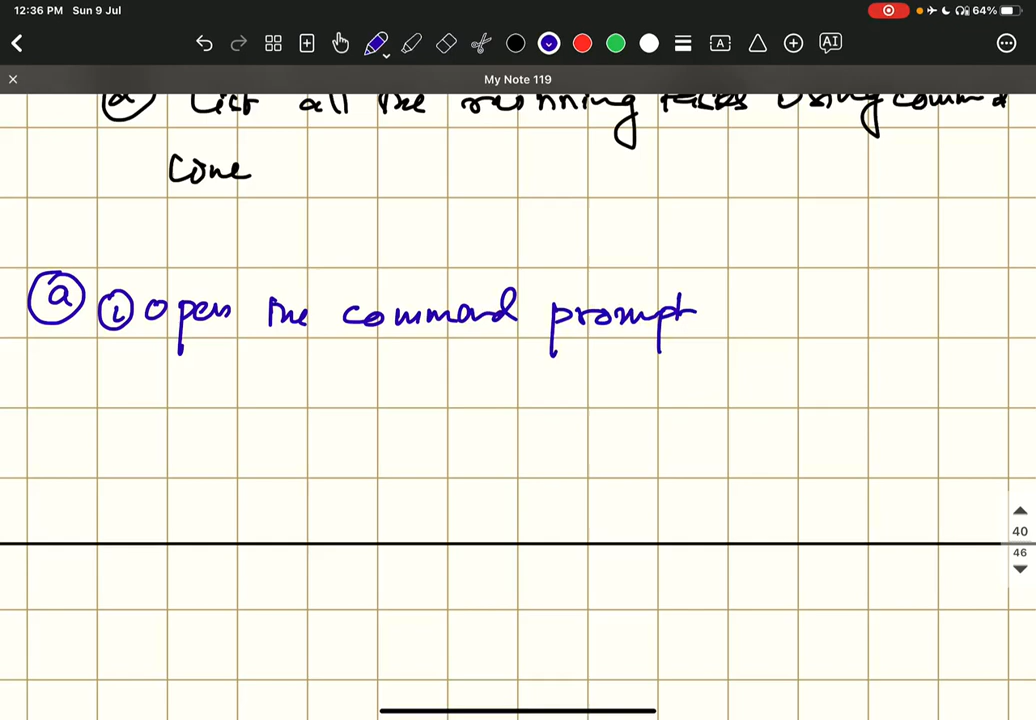 12:36 PM Sun 9 Jul 64%
A AI
My Note 119
(a) List all the running tasks using command
Line
40
46
(a) (i) open the command prompt